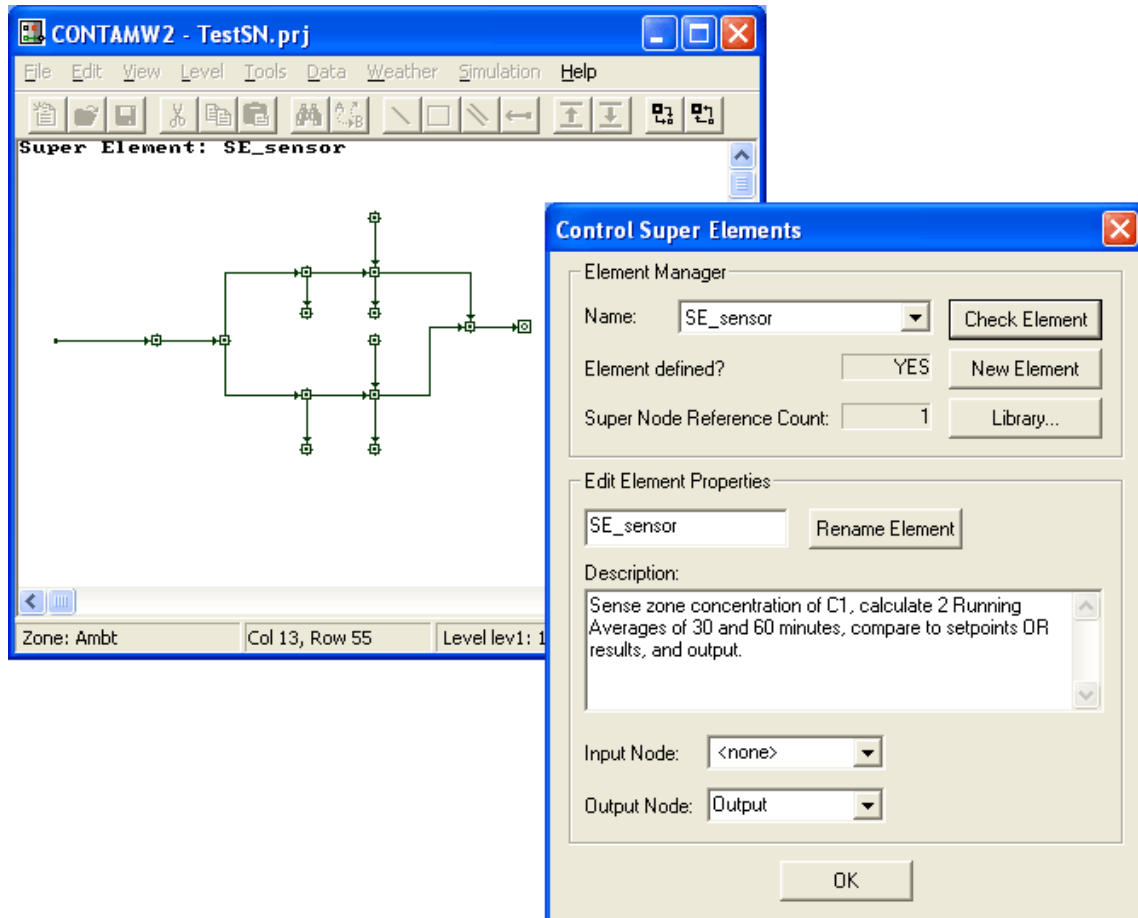 CONTAMW2 - TestSN.prj
File Edit View Level Tools Data Weather Simulation Help
A B
Super Element: SE_sensor
Zone: Ambt
Col 13, Row 55
Level lev1: 1
Control Super Elements
Element Manager
Name: SE_sensor Check Element
Element defined? YES New Element
Super Node Reference Count: 1 Library...
Edit Element Properties
SE_sensor Rename Element
Description:
Sense zone concentration of C1, calculate 2 Running
Averages of 30 and 60 minutes, compare to setpoints OR
results, and output.
Input Node: <none>
Output Node: Output
OK